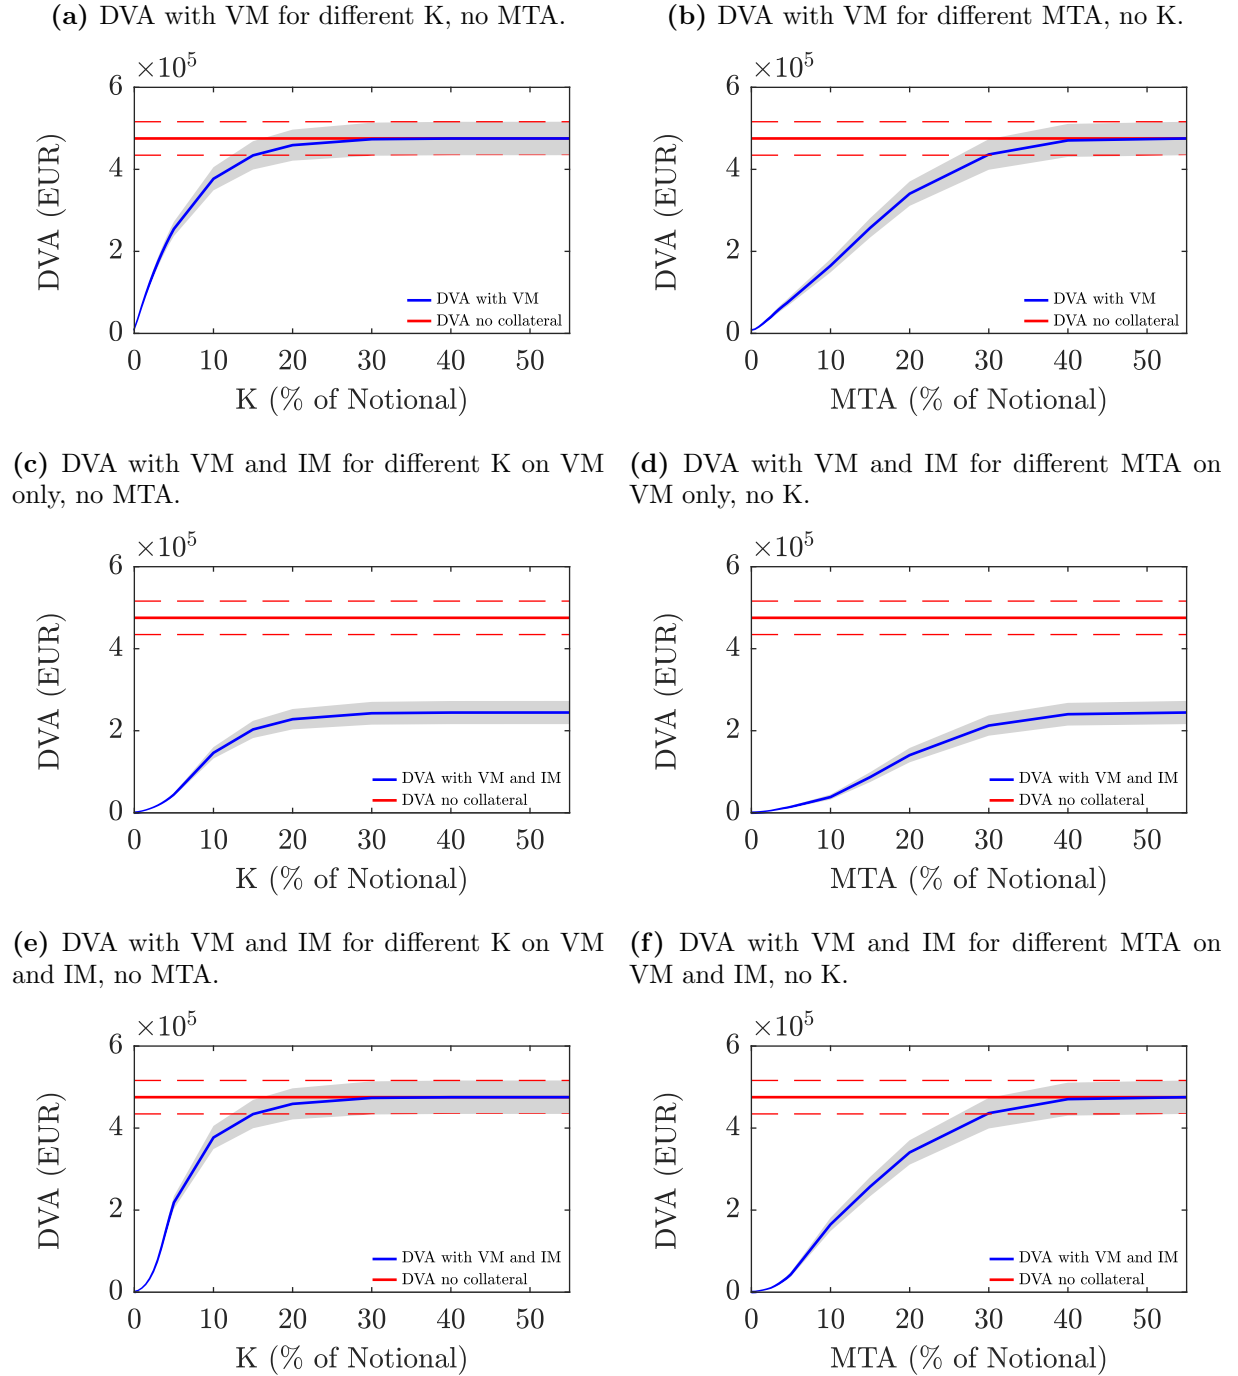 (a) DVA with VM for different K, no MTA.
×10^5
6
4
2
0
DVA (EUR)
DVA with VM
DVA no collateral
0 10 20 30 40 50
K (% of Notional)
(b) DVA with VM for different MTA, no K.
×10^5
6
4
2
0
DVA (EUR)
DVA with VM
DVA no collateral
0 10 20 30 40 50
MTA (% of Notional)
(c) DVA with VM and IM for different K on VM
only, no MTA.
×10^5
6
4
2
0
DVA (EUR)
DVA with VM and IM
DVA no collateral
0 10 20 30 40 50
K (% of Notional)
(d) DVA with VM and IM for different MTA on
VM only, no K.
×10^5
6
4
2
0
DVA (EUR)
DVA with VM and IM
DVA no collateral
0 10 20 30 40 50
MTA (% of Notional)
(e) DVA with VM and IM for different K on VM
and IM, no MTA.
×10^5
6
4
2
0
DVA (EUR)
DVA with VM and IM
DVA no collateral
0 10 20 30 40 50
K (% of Notional)
(f) DVA with VM and IM for different MTA on
VM and IM, no K.
×10^5
6
4
2
0
DVA (EUR)
DVA with VM and IM
DVA no collateral
0 10 20 30 40 50
MTA (% of Notional)